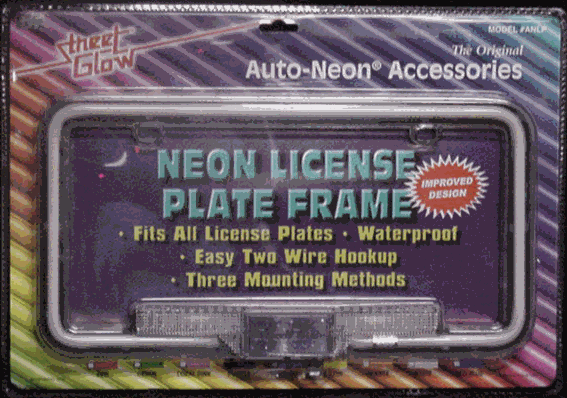 Street
Glow
MODEL #ANLP
The Original
Auto-Neon® Accessories
NEON LICENSE
PLATE FRAME
IMPROVED
DESIGN
· Fits All License Plates · Waterproof
· Easy Two Wire Hookup
· Three Mounting Methods